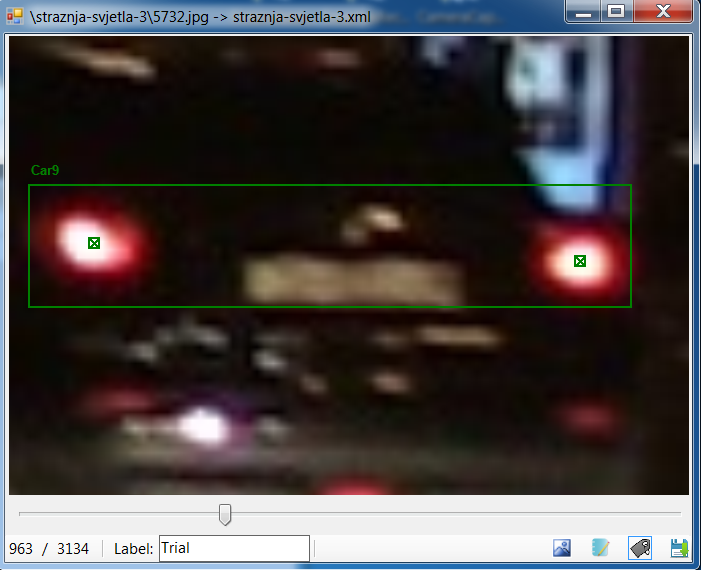 \straznja-svjetla-3\5732.jpg -> straznja-svjetla-3.xml
Car9
963 / 3134
Label:
Trial